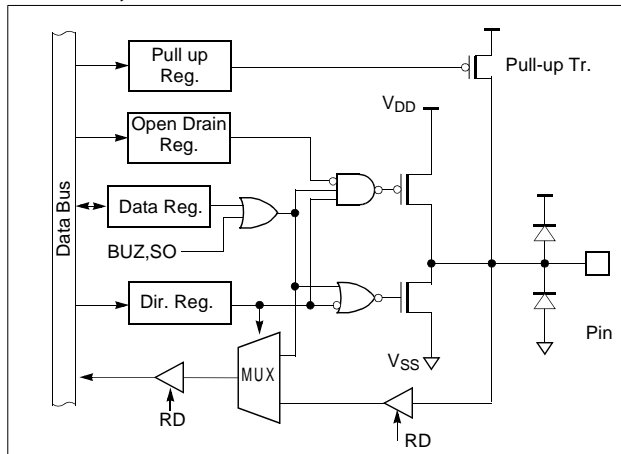 Pull up
Reg.
Pull-up Tr.
VDD
Open Drain
Reg.
Data Bus
Data Reg.
BUZ,SO
Dir. Reg.
MUX
VSS
Pin
RD
RD